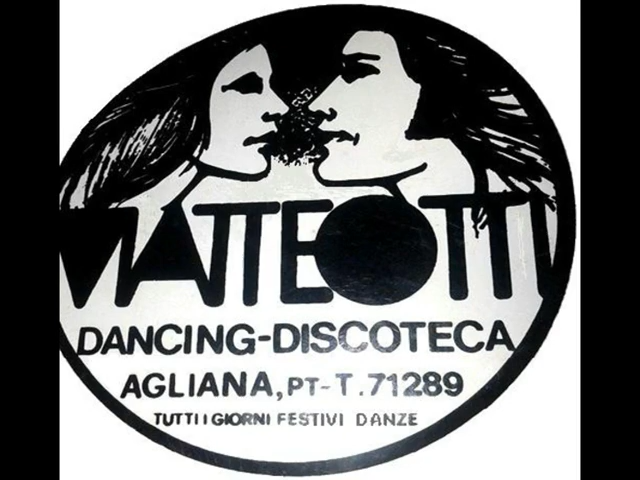 MATTEOTTI
DANCING-DISCOTECA
AGLIANA, PT-T.71289
TUTTI I GIORNI FESTIVI DANZE